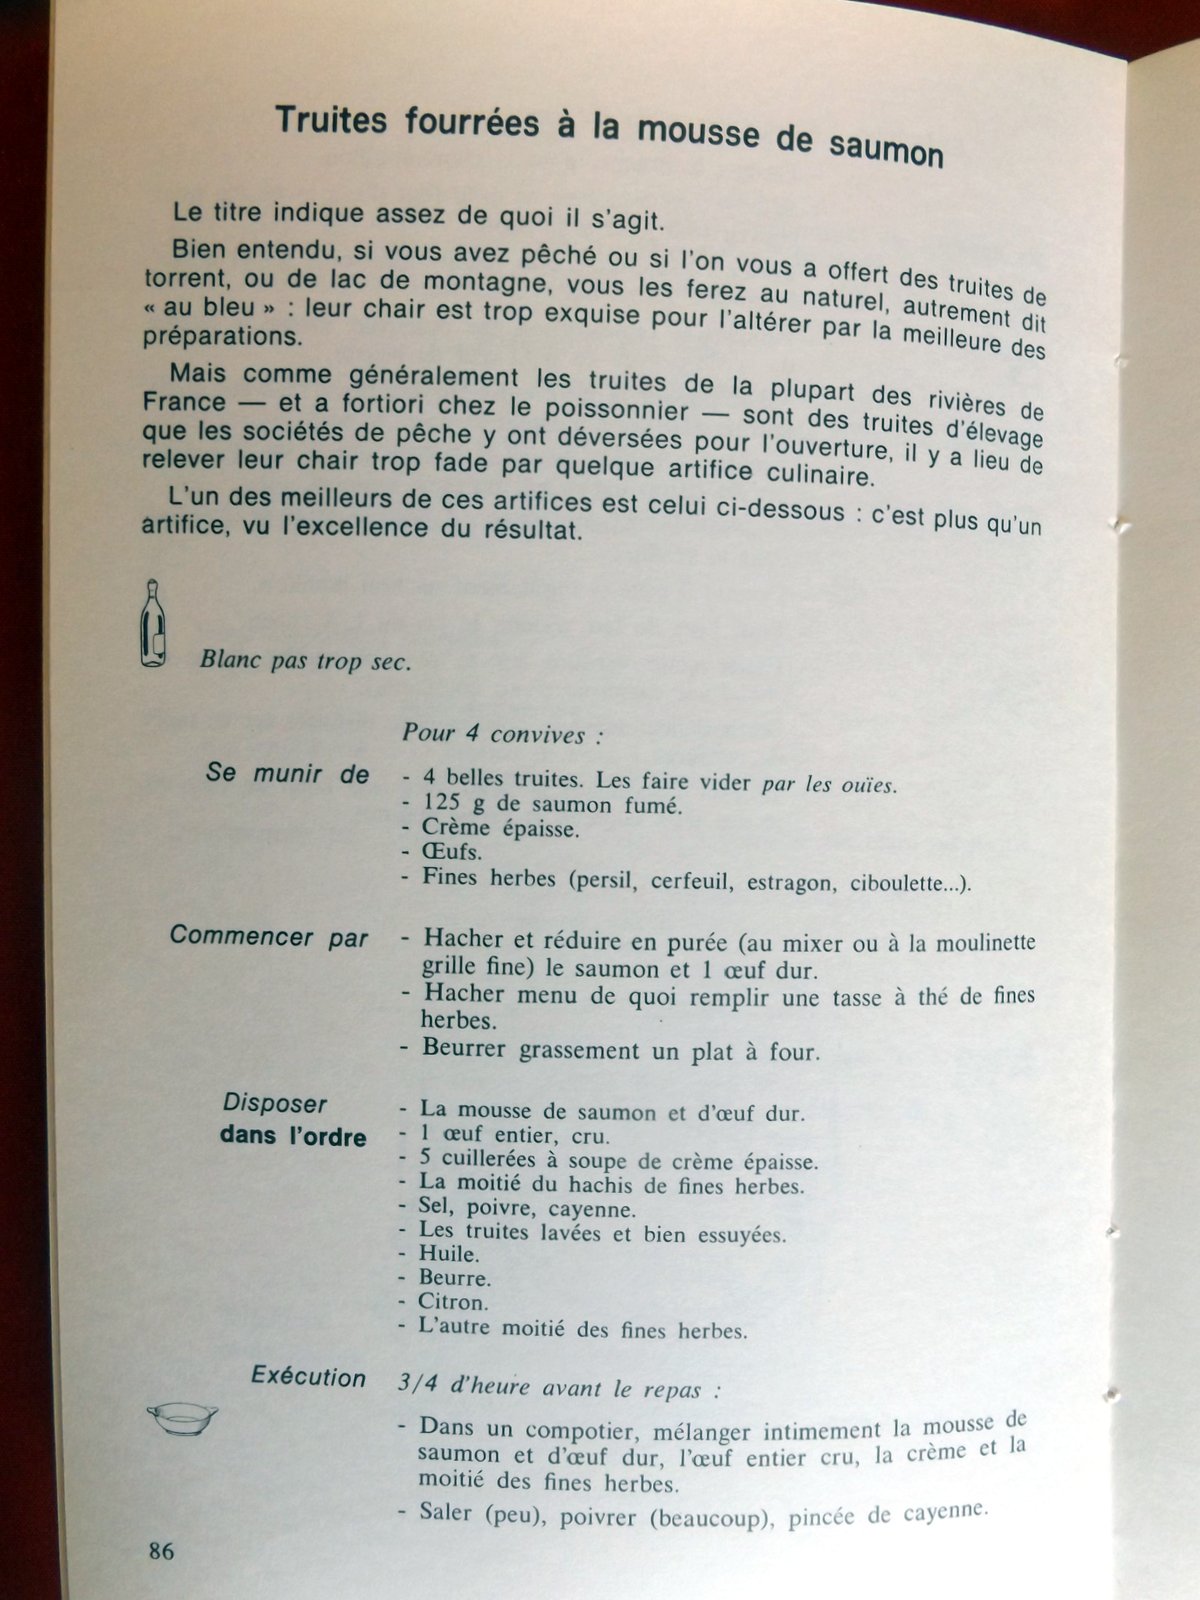 Truites fourrées à la mousse de saumon
Le titre indique assez de quoi il s'agit.
Bien entendu, si vous avez pêché ou si l'on vous a offert des truites de
torrent, ou de lac de montagne, vous les ferez au naturel, autrement dit
« au bleu » : leur chair est trop exquise pour l'altérer par la meilleure des
préparations.
Mais comme généralement les truites de la plupart des rivières de
France — et a fortiori chez le poissonnier — sont des truites d'élevage
que les sociétés de pêche y ont déversées pour l'ouverture, il y a lieu de
relever leur chair trop fade par quelque artifice culinaire.
L'un des meilleurs de ces artifices est celui ci-dessous : c'est plus qu'un
artifice, vu l'excellence du résultat.
Blanc pas trop sec.
Pour 4 convives :
Se munir de - 4 belles truites. Les faire vider par les ouïes.
- 125 g de saumon fumé.
- Crème épaisse.
- Œufs.
- Fines herbes (persil, cerfeuil, estragon, ciboulette...).
Commencer par - Hacher et réduire en purée (au mixer ou à la moulinette
grille fine) le saumon et 1 œuf dur.
- Hacher menu de quoi remplir une tasse à thé de fines
herbes.
- Beurrer grassement un plat à four.
Disposer - La mousse de saumon et d'œuf dur.
dans l'ordre - 1 œuf entier, cru.
- 5 cuillerées à soupe de crème épaisse.
- La moitié du hachis de fines herbes.
- Sel, poivre, cayenne.
- Les truites lavées et bien essuyées.
- Huile.
- Beurre.
- Citron.
- L'autre moitié des fines herbes.
Exécution 3/4 d'heure avant le repas :
- Dans un compotier, mélanger intimement la mousse de
saumon et d'œuf dur, l'œuf entier cru, la crème et la
moitié des fines herbes.
- Saler (peu), poivrer (beaucoup), pincée de cayenne.
86